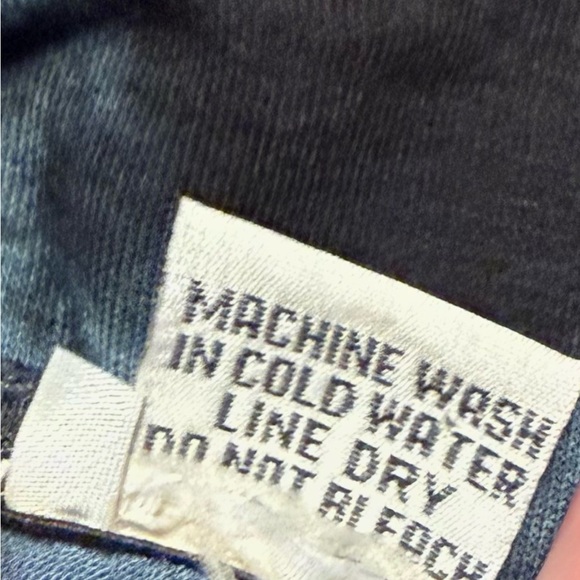 MACHINE WASH
IN COLD WATER
LINE DRY
DO NOT BLEACH